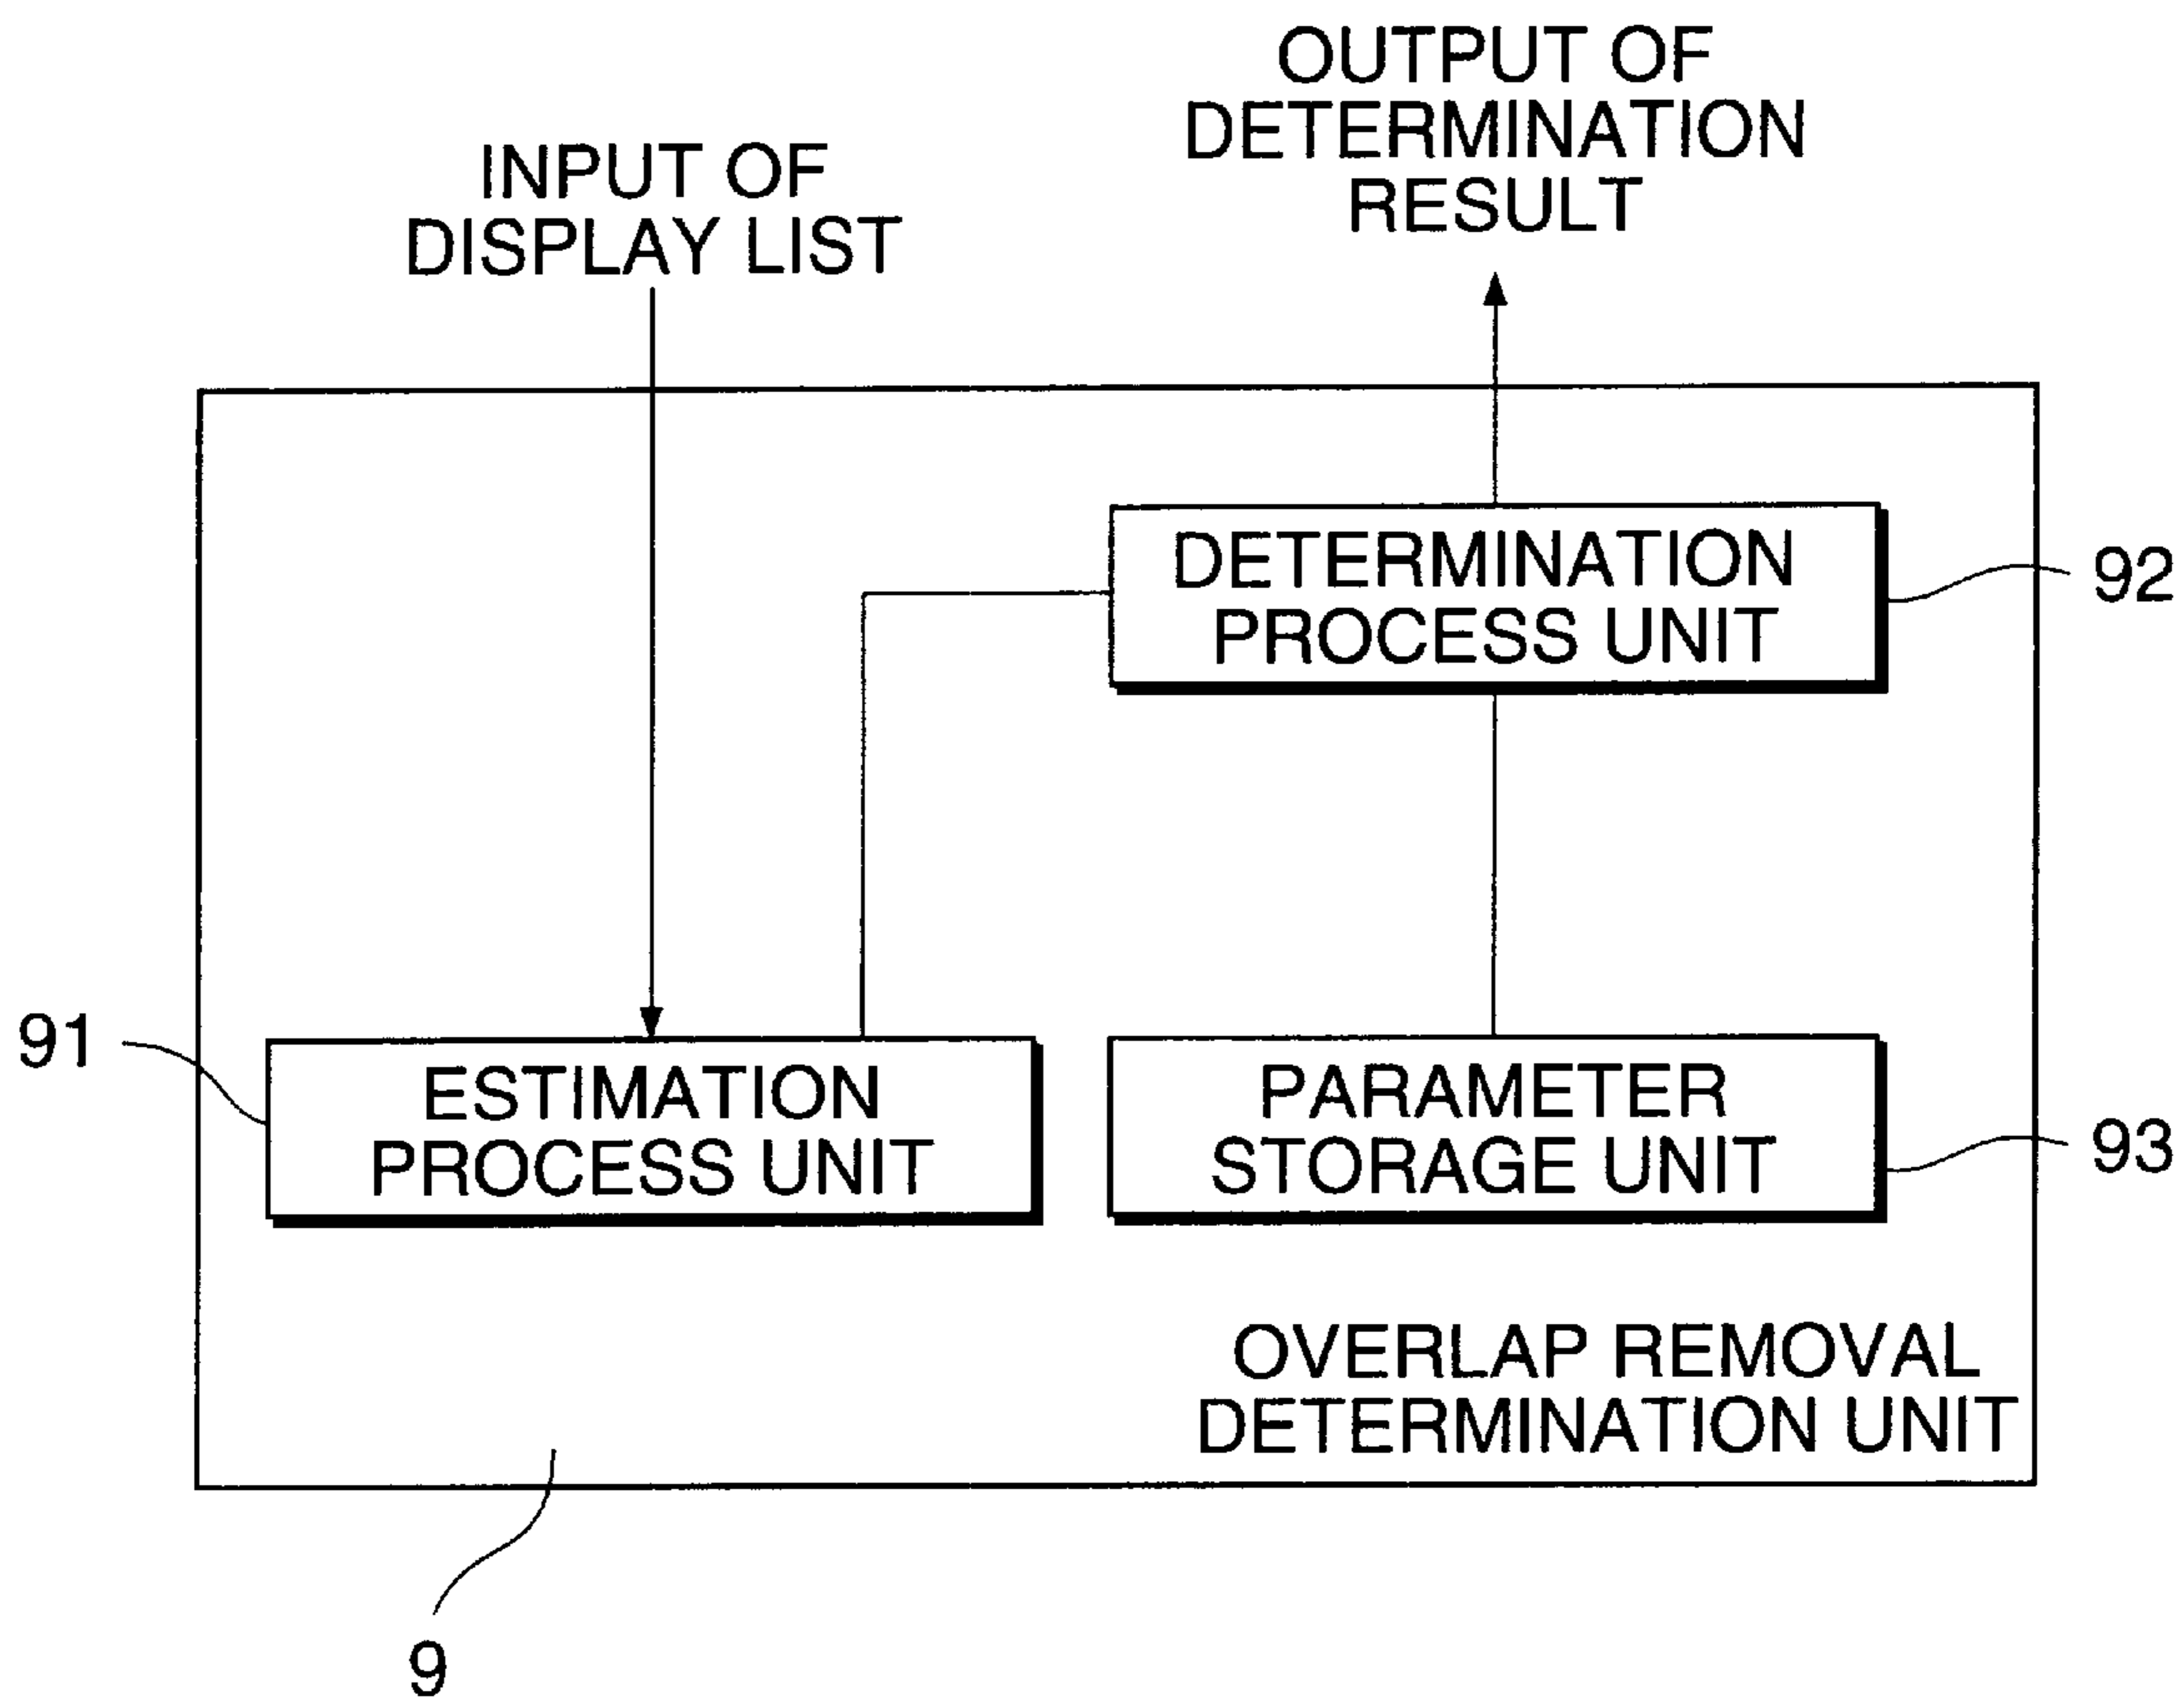 OUTPUT OF
DETERMINATION
RESULT
INPUT OF
DISPLAY LIST
DETERMINATION
PROCESS UNIT
92
91
ESTIMATION
PROCESS UNIT
PARAMETER
STORAGE UNIT
93
OVERLAP REMOVAL
DETERMINATION UNIT
9